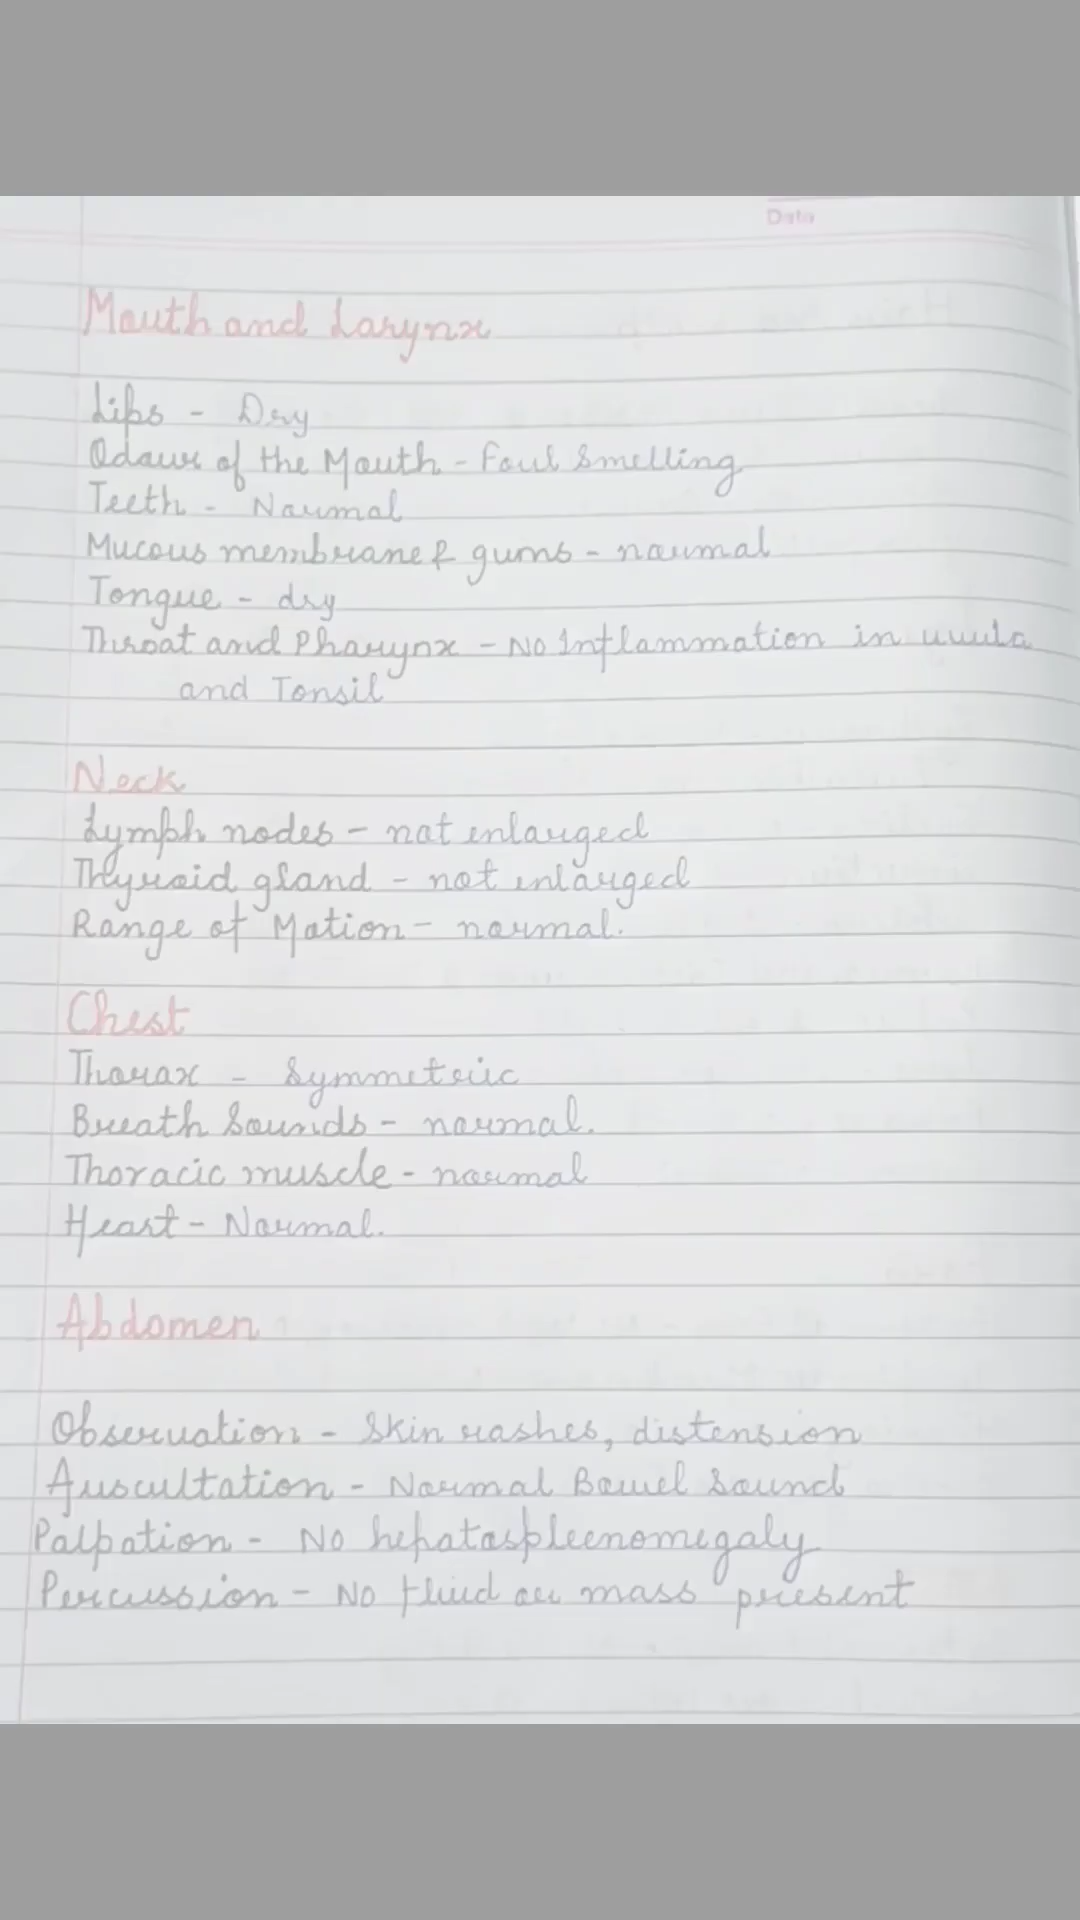 Date
Mouth and Larynx
Lips - Dry
Odour of the Mouth - Foul Smelling
Teeth - Normal
Mucous membrane & gums - normal
Tongue - dry
Throat and Pharynx - No Inflammation in uvula
and Tonsil
Neck
Lymph nodes - not enlarged
Thyroid gland - not enlarged
Range of Motion - normal.
Chest
Thorax - Symmetric
Breath Sounds - normal.
Thoracic muscle - normal
Heart - Normal.
Abdomen
Observation - Skin rashes, distension
Auscultation - Normal Bowel Sound
Palpation - No hepatospleenomegaly
Percussion - No fluid or mass present